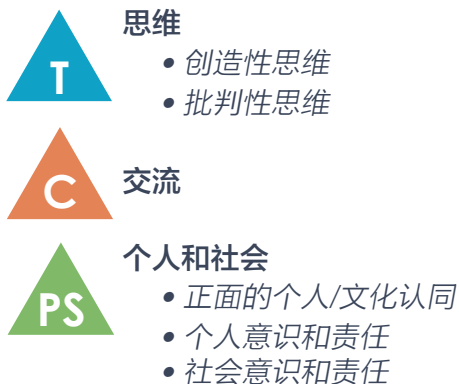 思维
T
• 创造性思维
• 批判性思维
C
交流
个人和社会
PS
• 正面的个人/文化认同
• 个人意识和责任
• 社会意识和责任